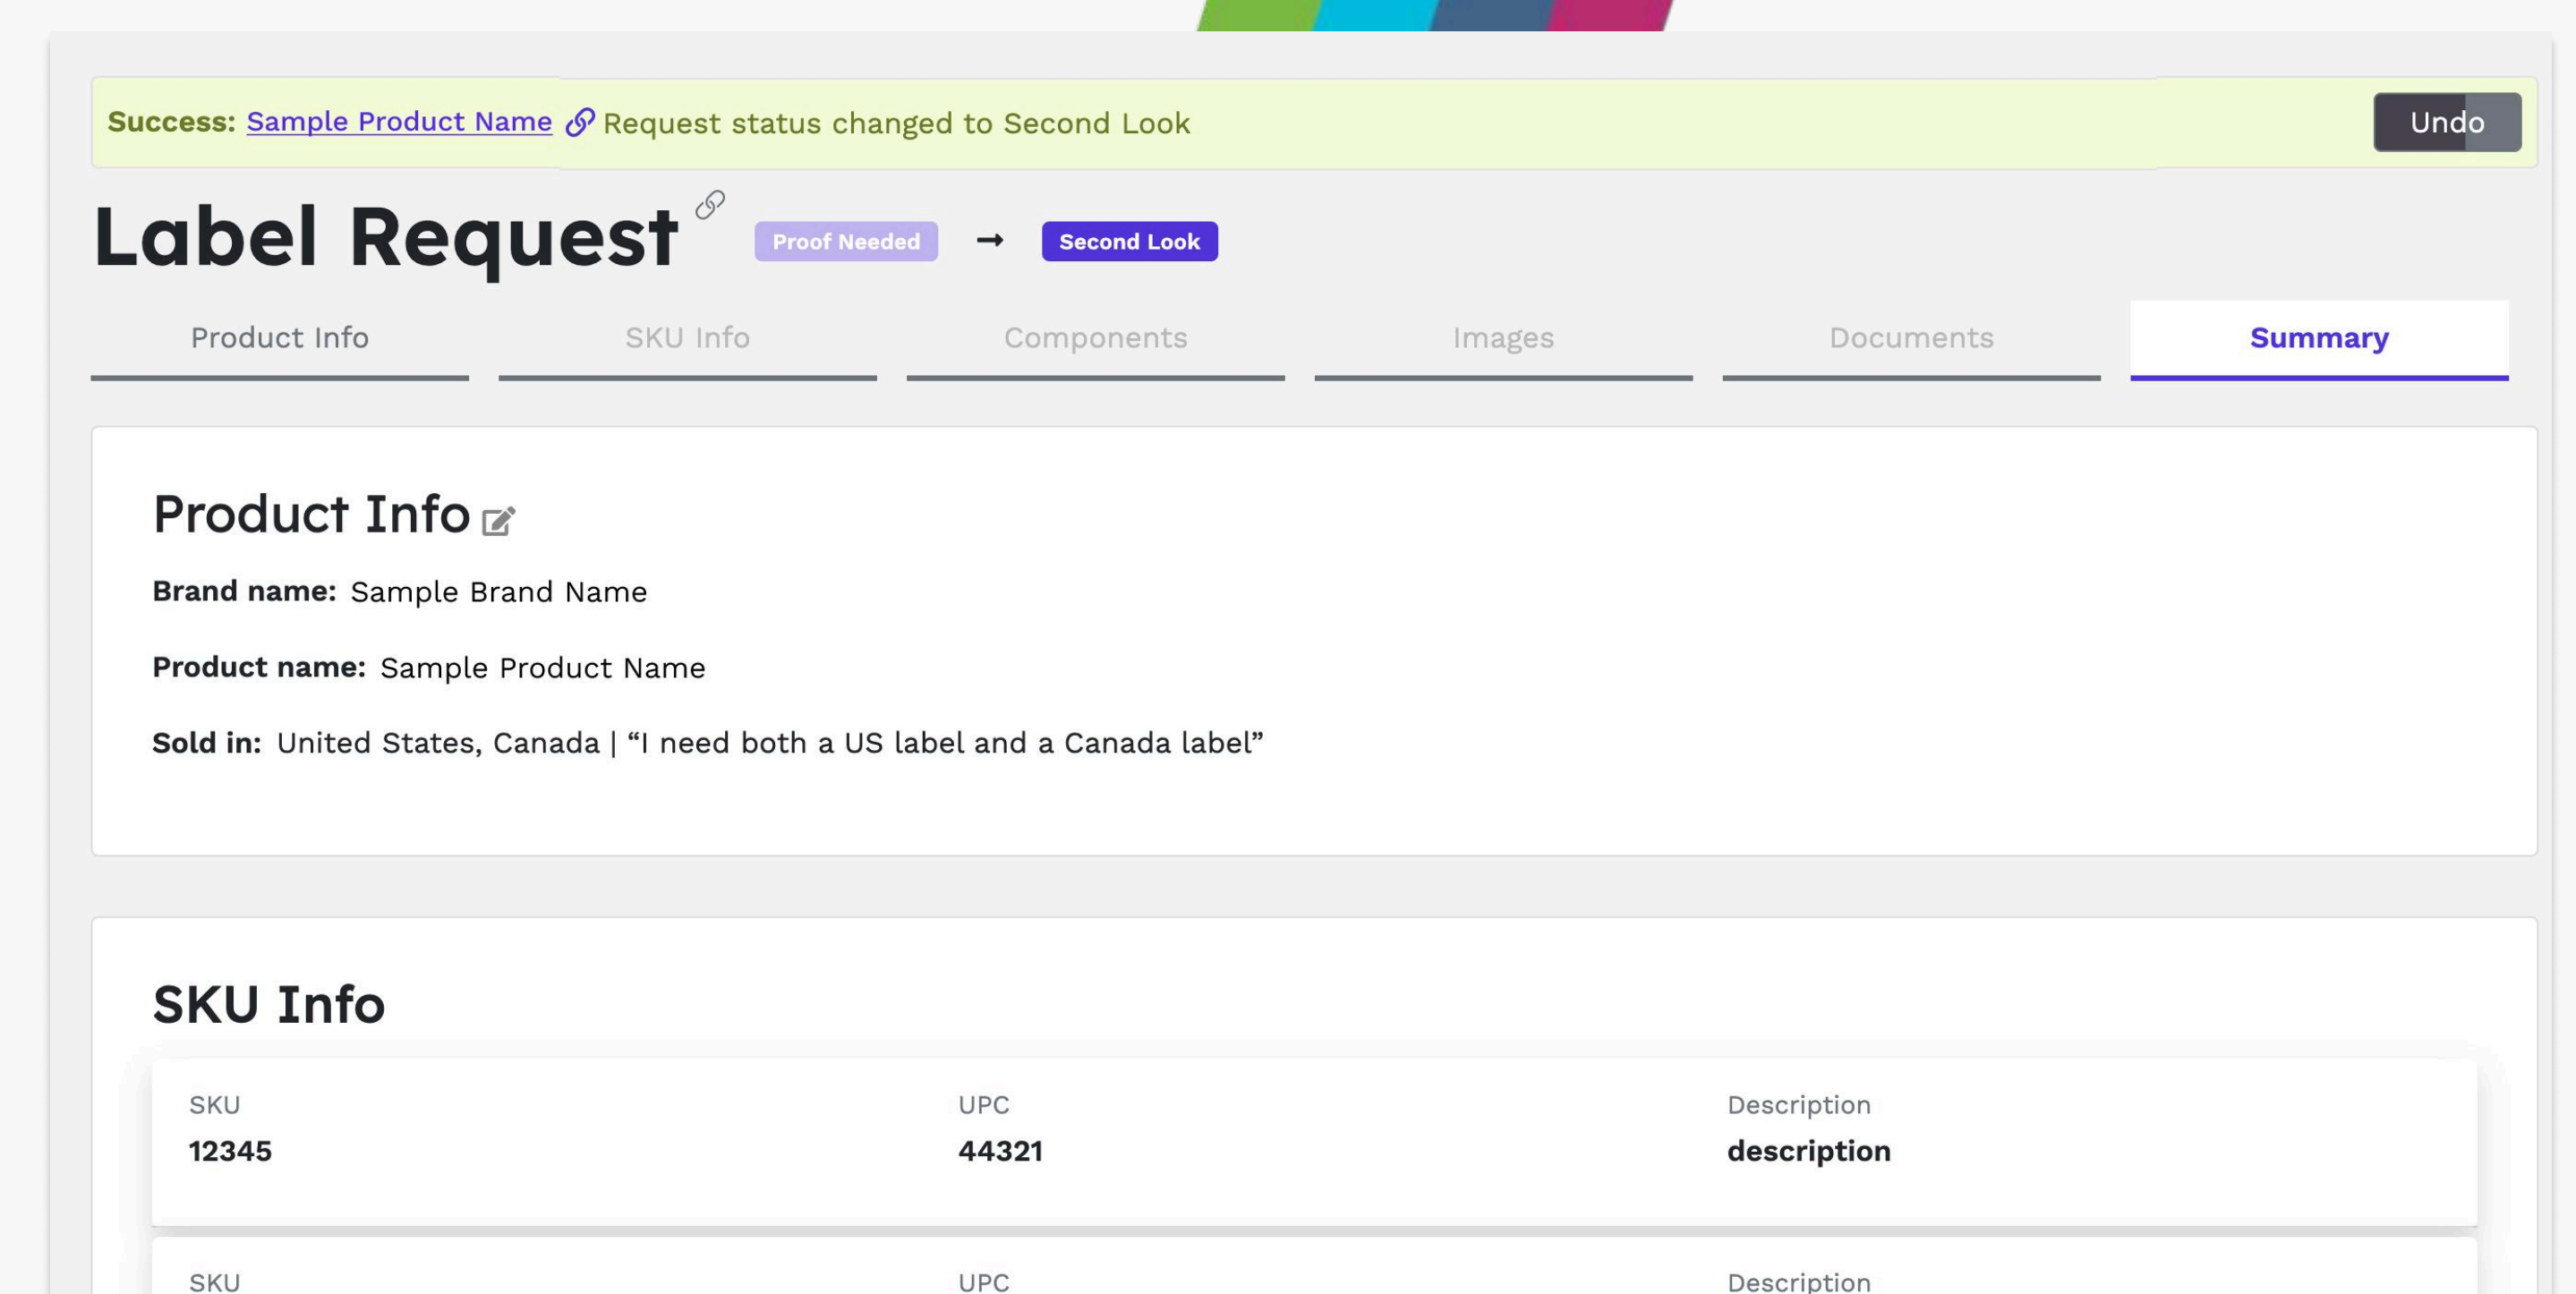 Success: Sample Product Name Request status changed to Second Look
Undo
Label Request
Proof Needed → Second Look
Product Info
SKU Info
Components
Images
Documents
Summary
Product Info
Brand name: Sample Brand Name
Product name: Sample Product Name
Sold in: United States, Canada | “I need both a US label and a Canada label”
SKU Info
SKU UPC Description
12345 44321 description
SKU UPC Description